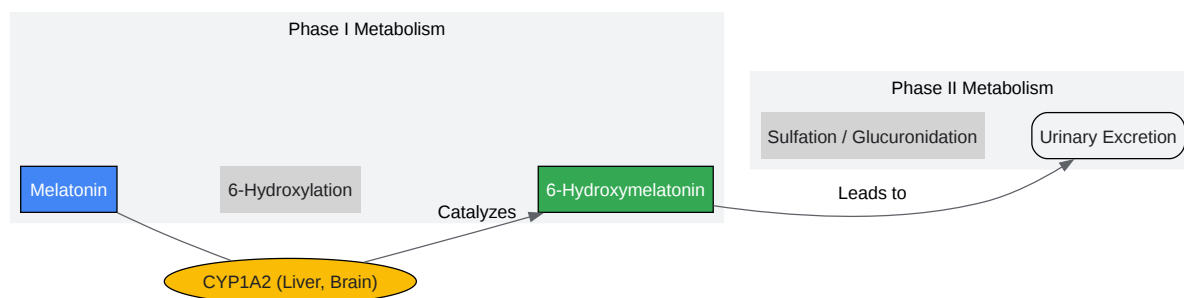 Phase I Metabolism
Phase II Metabolism
Sulfation / Glucuronidation
Urinary Excretion
Melatonin
6-Hydroxylation
6-Hydroxymelatonin
Leads to
Catalyzes
CYP1A2 (Liver, Brain)